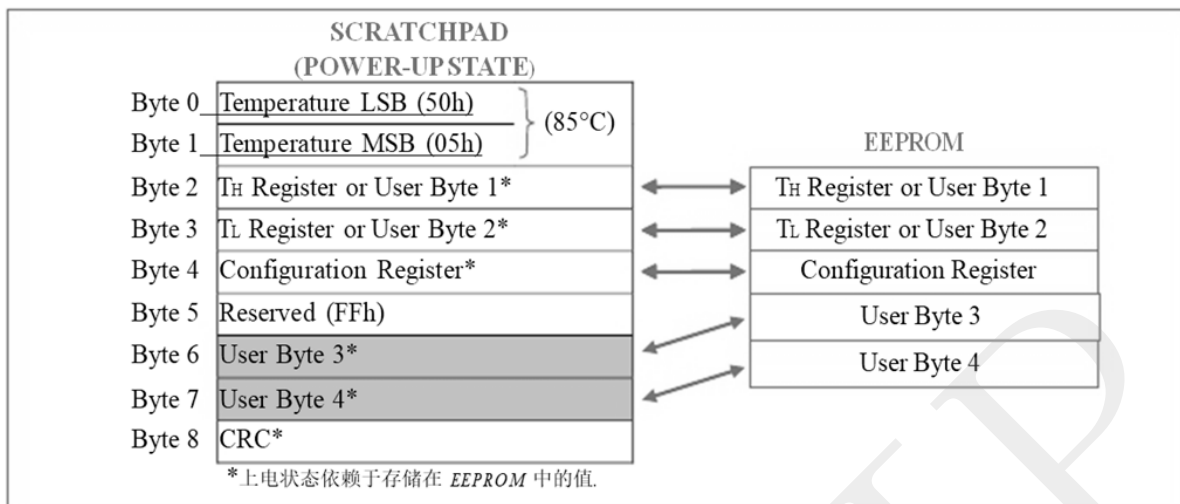 SCRATCHPAD
(POWER-UP STATE)
Byte 0 Temperature LSB (50h)
(85°C)
Byte 1 Temperature MSB (05h)
EEPROM
Byte 2 TH Register or User Byte 1*
TH Register or User Byte 1
Byte 3 TL Register or User Byte 2*
TL Register or User Byte 2
Byte 4 Configuration Register*
Configuration Register
Byte 5 Reserved (FFh)
User Byte 3
Byte 6 User Byte 3*
User Byte 4
Byte 7 User Byte 4*
Byte 8 CRC*
*上电状态依赖于存储在 EEPROM 中的值.